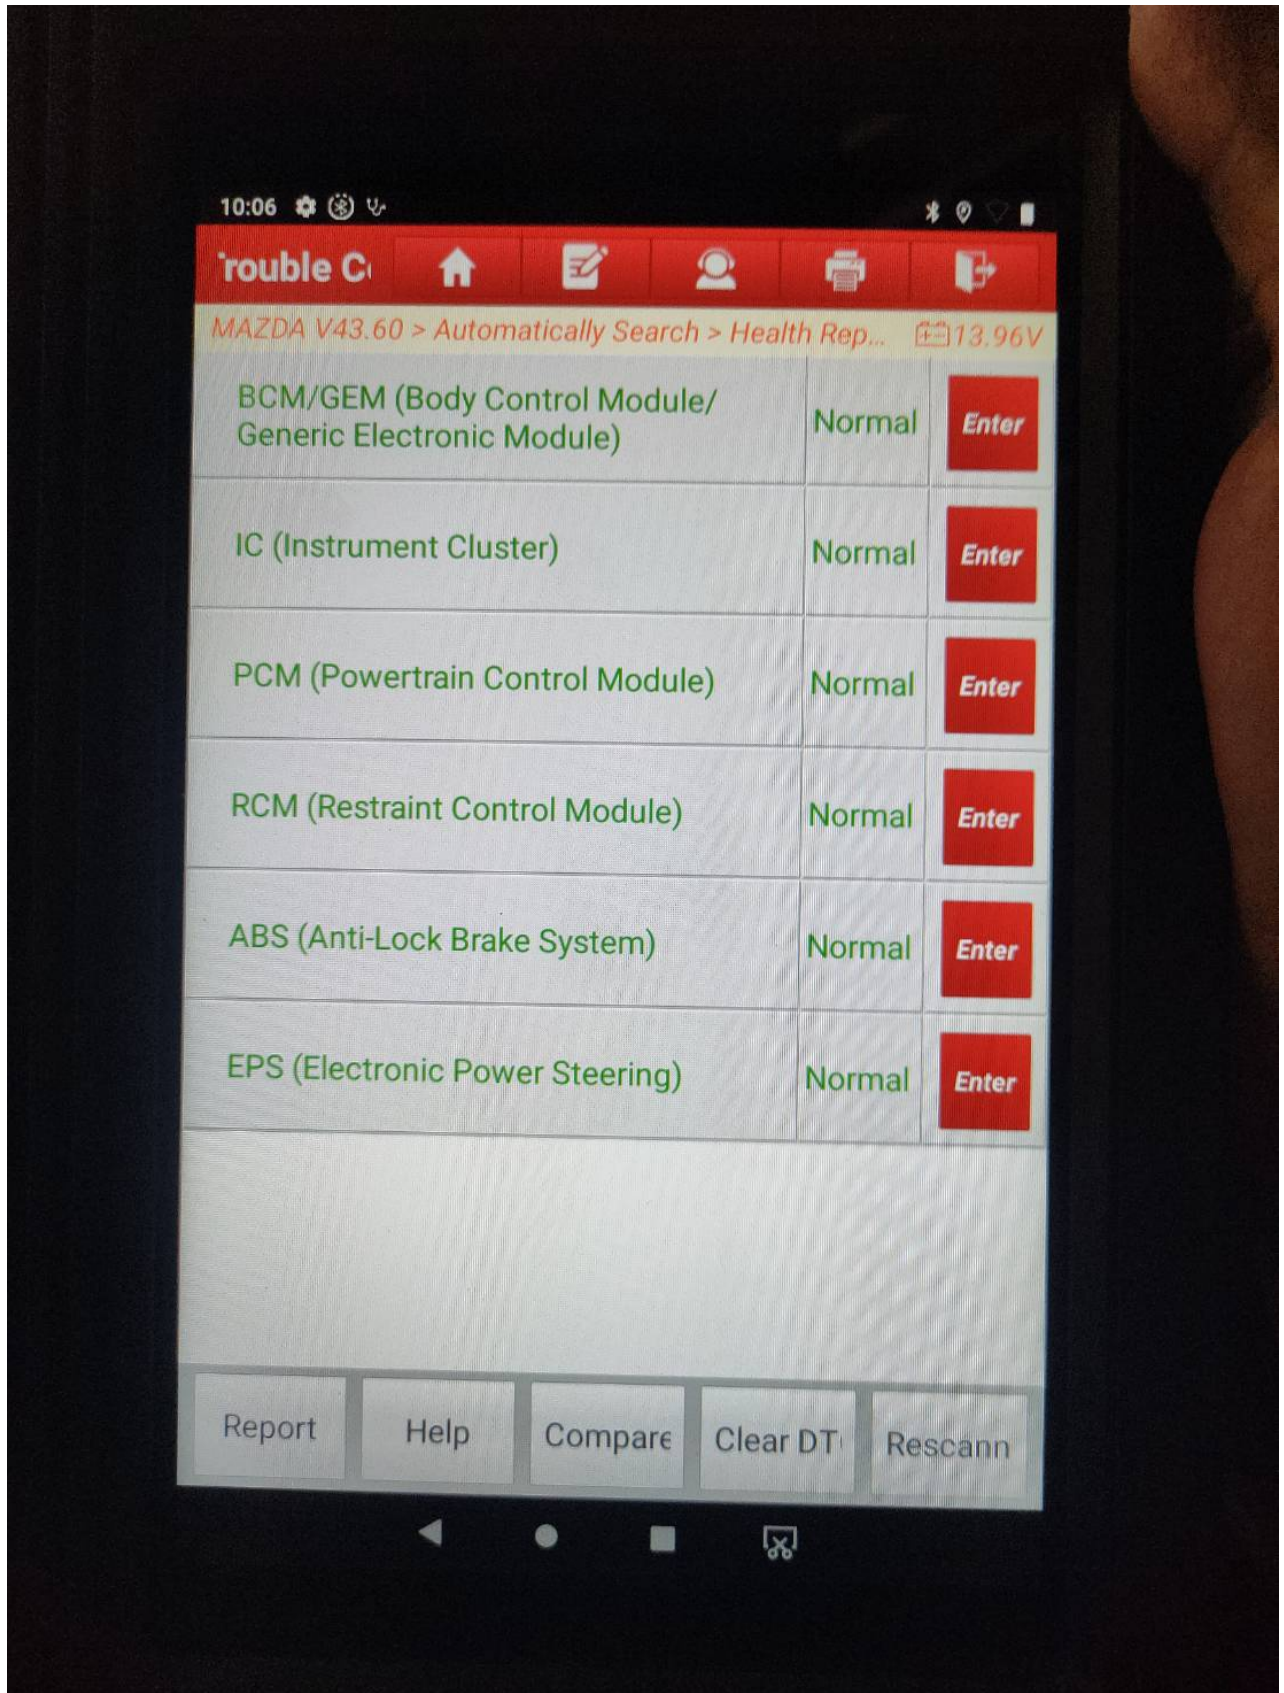 10:06
rouble C
MAZDA V43.60 > Automatically Search > Health Rep... 13.96V
BCM/GEM (Body Control Module/
Generic Electronic Module)
Normal
Enter
IC (Instrument Cluster)
Normal
Enter
PCM (Powertrain Control Module)
Normal
Enter
RCM (Restraint Control Module)
Normal
Enter
ABS (Anti-Lock Brake System)
Normal
Enter
EPS (Electronic Power Steering)
Normal
Enter
Report
Help
Compare
Clear DT
Rescann